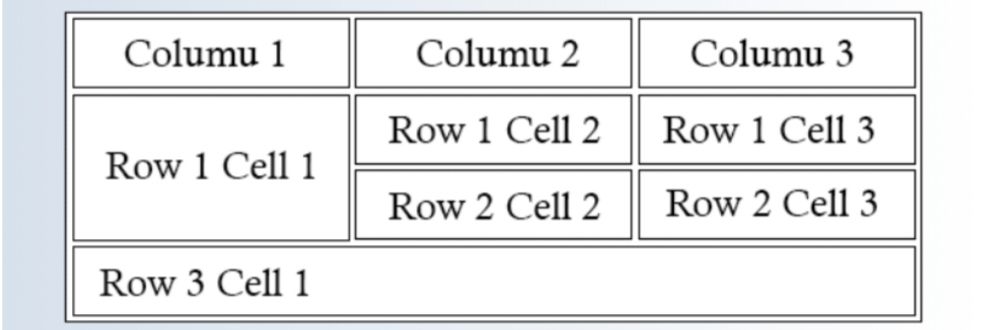 Columu 1 Columu 2 Columu 3
Row 1 Cell 1 Row 1 Cell 2 Row 1 Cell 3
Row 2 Cell 2 Row 2 Cell 3
Row 3 Cell 1